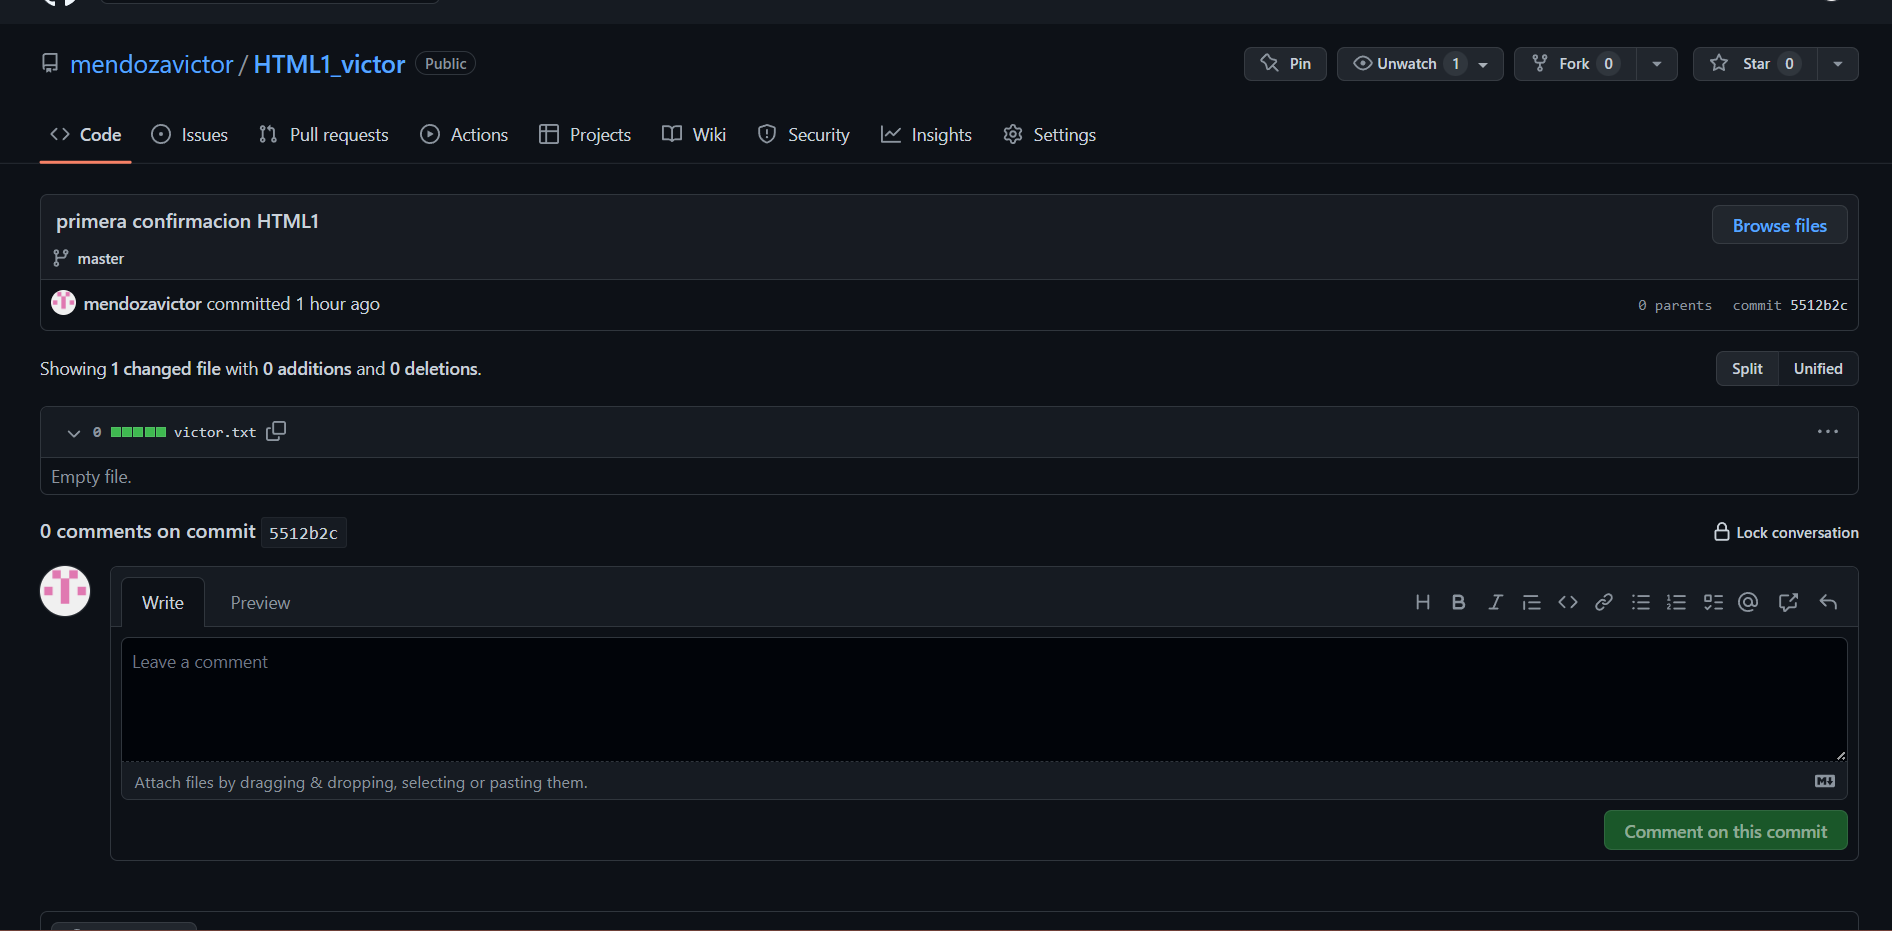 mendozavictor / HTML1_victor Public
Pin Unwatch 1 Fork 0 Star 0
Code Issues Pull requests Actions Projects Wiki Security Insights Settings
primera confirmacion HTML1
Browse files
master
mendozavictor committed 1 hour ago
0 parents commit 5512b2c
Showing 1 changed file with 0 additions and 0 deletions.
Split Unified
0 victor.txt
Empty file.
0 comments on commit 5512b2c
Lock conversation
Write Preview
Leave a comment
Attach files by dragging & dropping, selecting or pasting them.
Comment on this commit